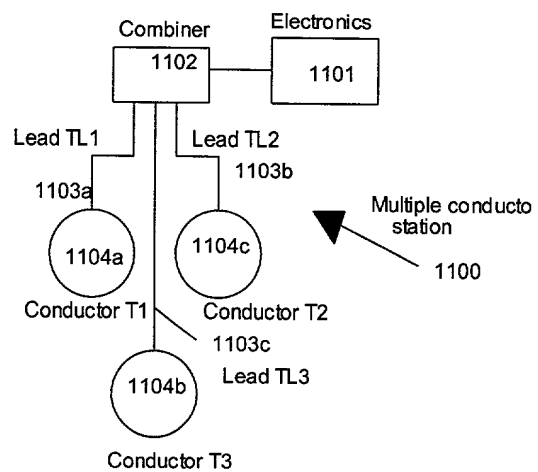 Combiner
Electronics
1102
1101
Lead TL1
Lead TL2
1103a
1103b
Multiple conducto
station
1104a
1104c
1100
Conductor T1
Conductor T2
1103c
1104b
Lead TL3
Conductor T3